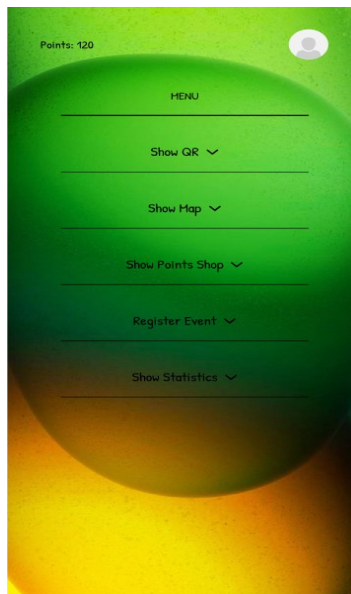 Points: 120
MENU
Show QR
Show Map
Show Points Shop
Register Event
Show Statistics